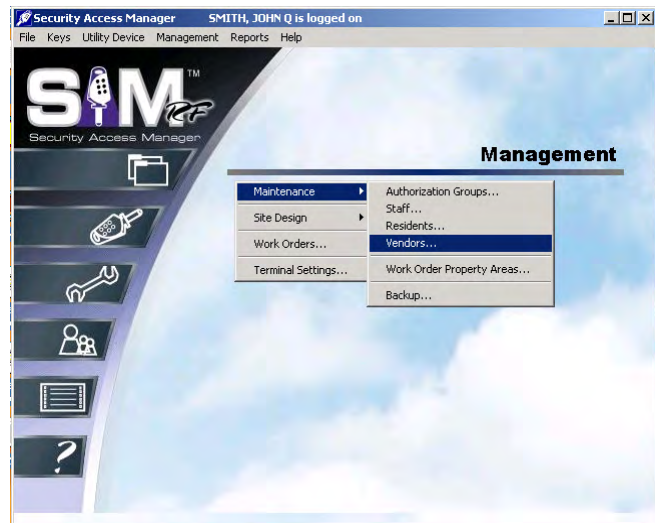 Security Access Manager SMITH, JOHN Q is logged on
File Keys Utility Device Management Reports Help
SAM TM
RF
Security Access Manager
Management
Maintenance
Site Design
Work Orders...
Terminal Settings...
Authorization Groups...
Staff...
Residents...
Vendors...
Work Order Property Areas...
Backup...
?